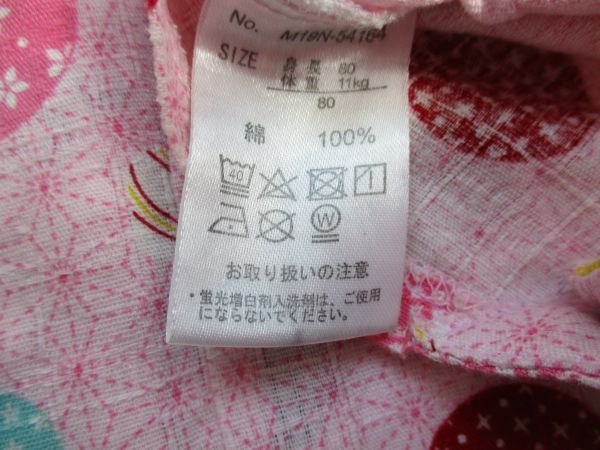 No. M19N-54164
SIZE 身長 80
体重 11kg
80
綿 100%
40
W
お取り扱いの注意
・蛍光増白剤入洗剤は、ご使用
にならないでください。